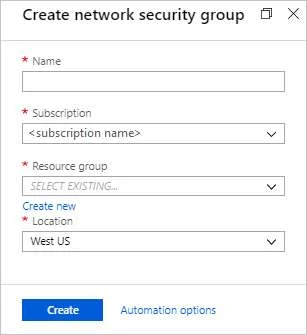 Create network security group
* Name
* Subscription
<subscription name>
* Resource group
SELECT EXISTING...
Create new
* Location
West US
Create
Automation options